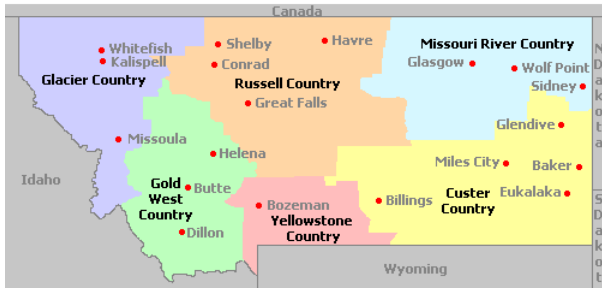 Canada
Whitefish
Kalispell
Glacier Country
Shelby
Havre
Conrad
Russell Country
Great Falls
Missouri River Country
Glasgow
Wolf Point
Sidney
Glendive
N
D
a
k
o
t
a
Missoula
Helena
Idaho
Gold
West
Country
Butte
Dillon
Bozeman
Yellowstone
Country
Billings
Miles City
Baker
Custer
Country
Eukalaka
Wyoming
S
D
a
k
o
t